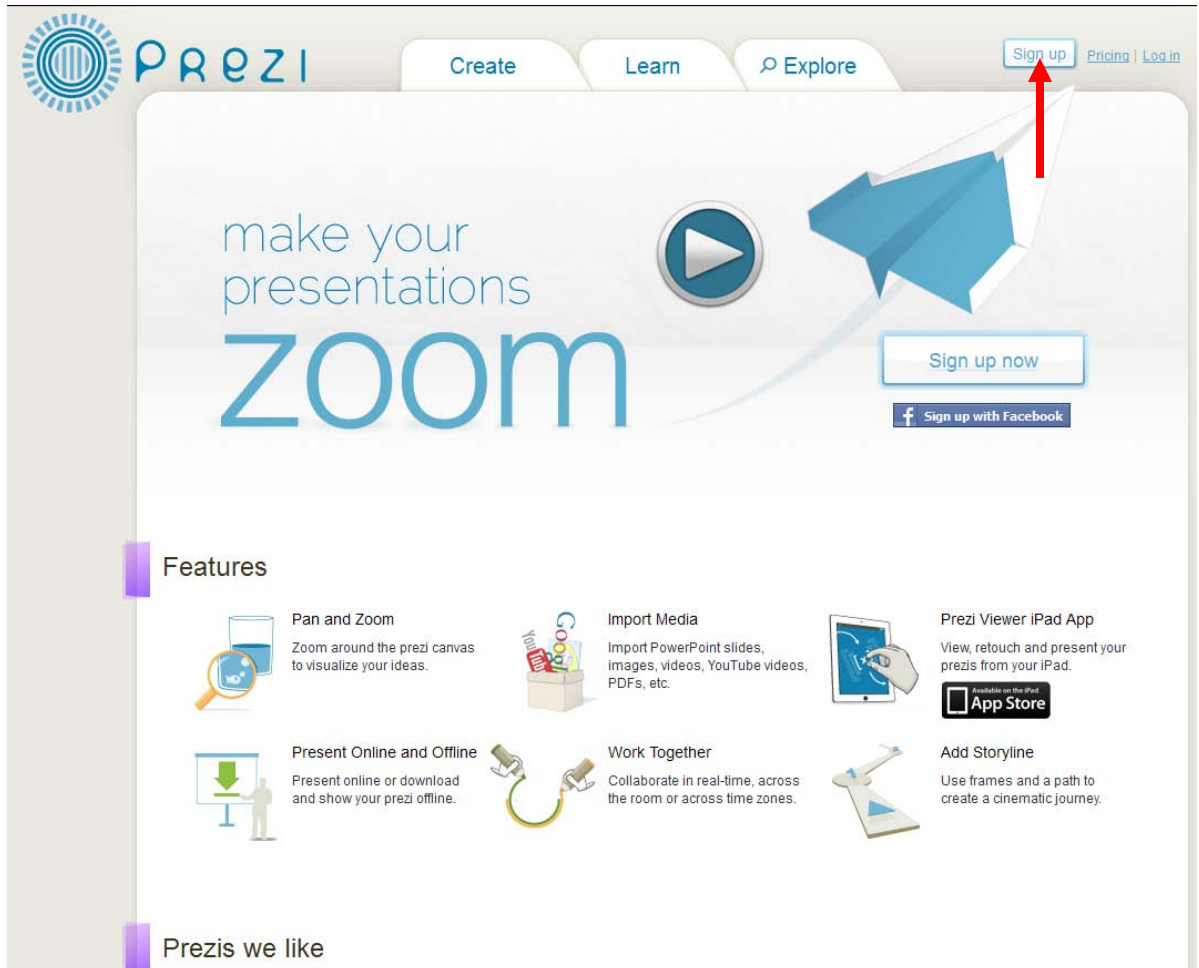 PREZI
Create
Learn
Explore
Sign up
Pricing | Log in
make your
presentations
zoom
Sign up now
f Sign up with Facebook
Features
Pan and Zoom
Zoom around the prezi canvas
to visualize your ideas.
Google
YouTube
Import Media
Import PowerPoint slides,
images, videos, YouTube videos,
PDFs, etc.
Prezi Viewer iPad App
View, retouch and present your
prezis from your iPad.
Available on the iPad
App Store
Present Online and Offline
Present online or download
and show your prezi offline.
Work Together
Collaborate in real-time, across
the room or across time zones.
Add Storyline
Use frames and a path to
create a cinematic journey.
Prezis we like